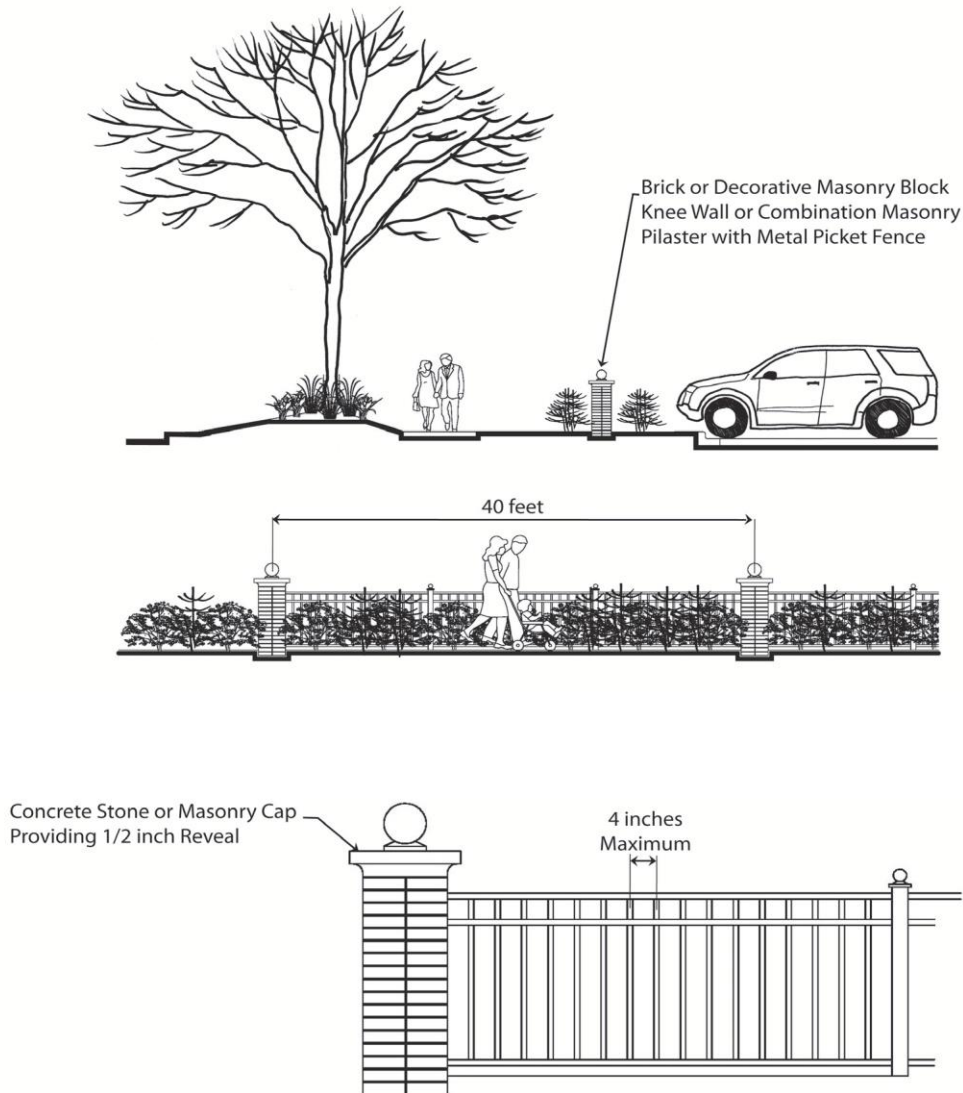 Brick or Decorative Masonry Block
Knee Wall or Combination Masonry
Pilaster with Metal Picket Fence
40 feet
Concrete Stone or Masonry Cap
Providing 1/2 inch Reveal
4 inches
Maximum